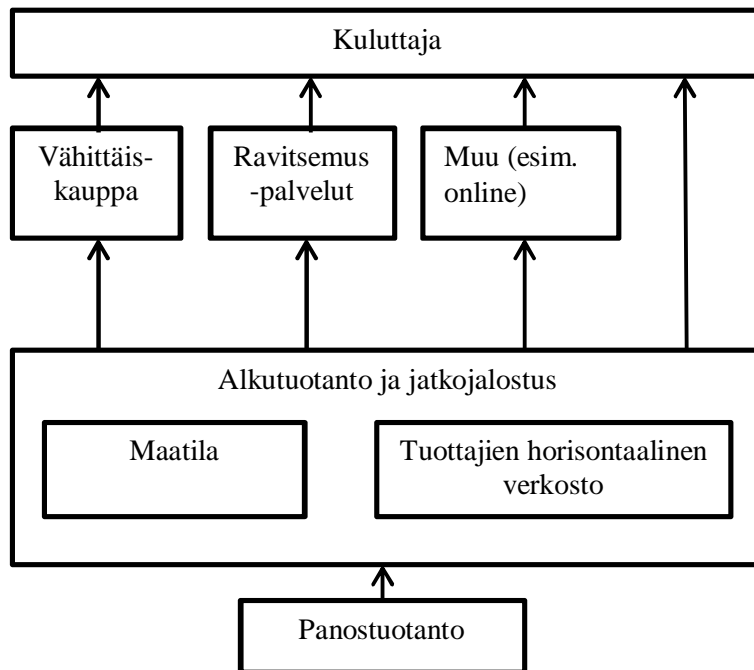 Kuluttaja
Vähittäis-
kauppa
Ravitsemus
-palvelut
Muu (esim.
online)
Alkutuotanto ja jatkojalostus
Maatila
Tuottajien horisontaalinen
verkosto
Panostuotanto